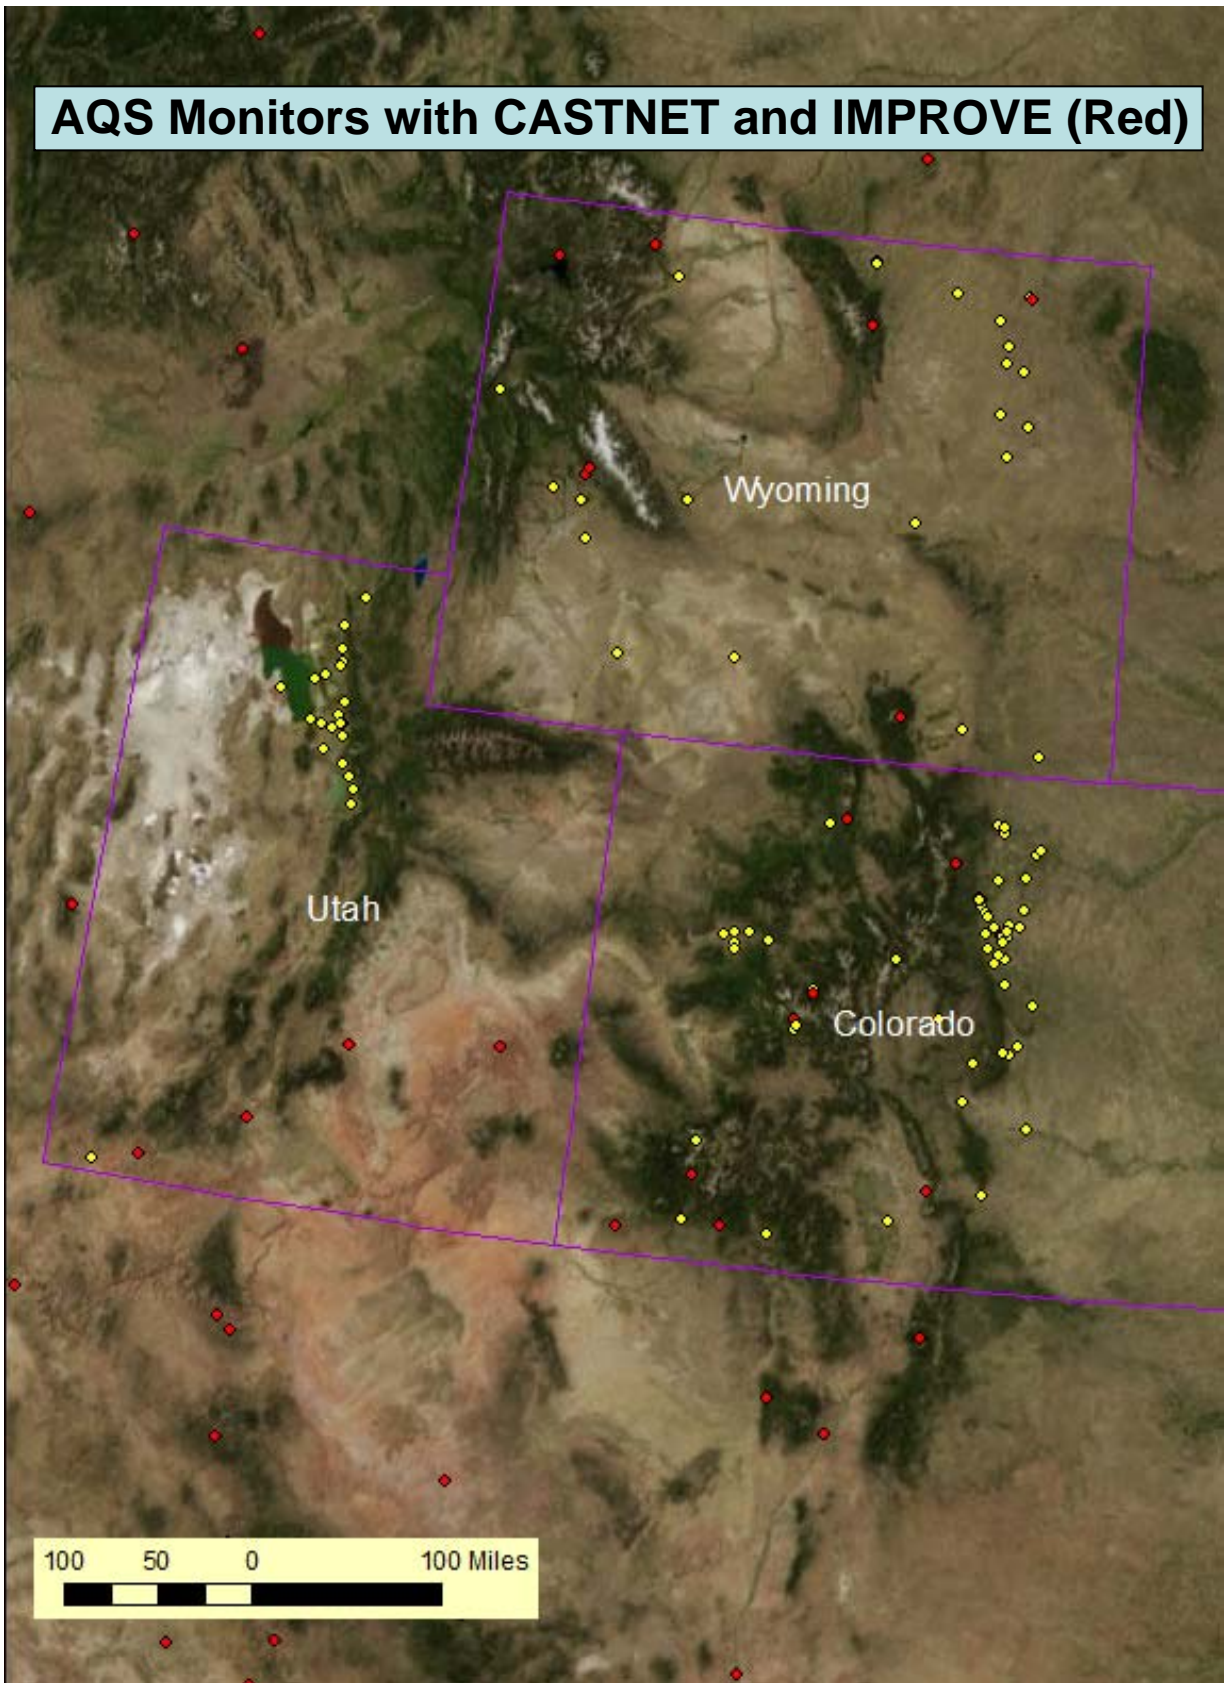 AQS Monitors with CASTNET and IMPROVE (Red)
Wyoming
Utah
Colorado
100 50 0 100 Miles